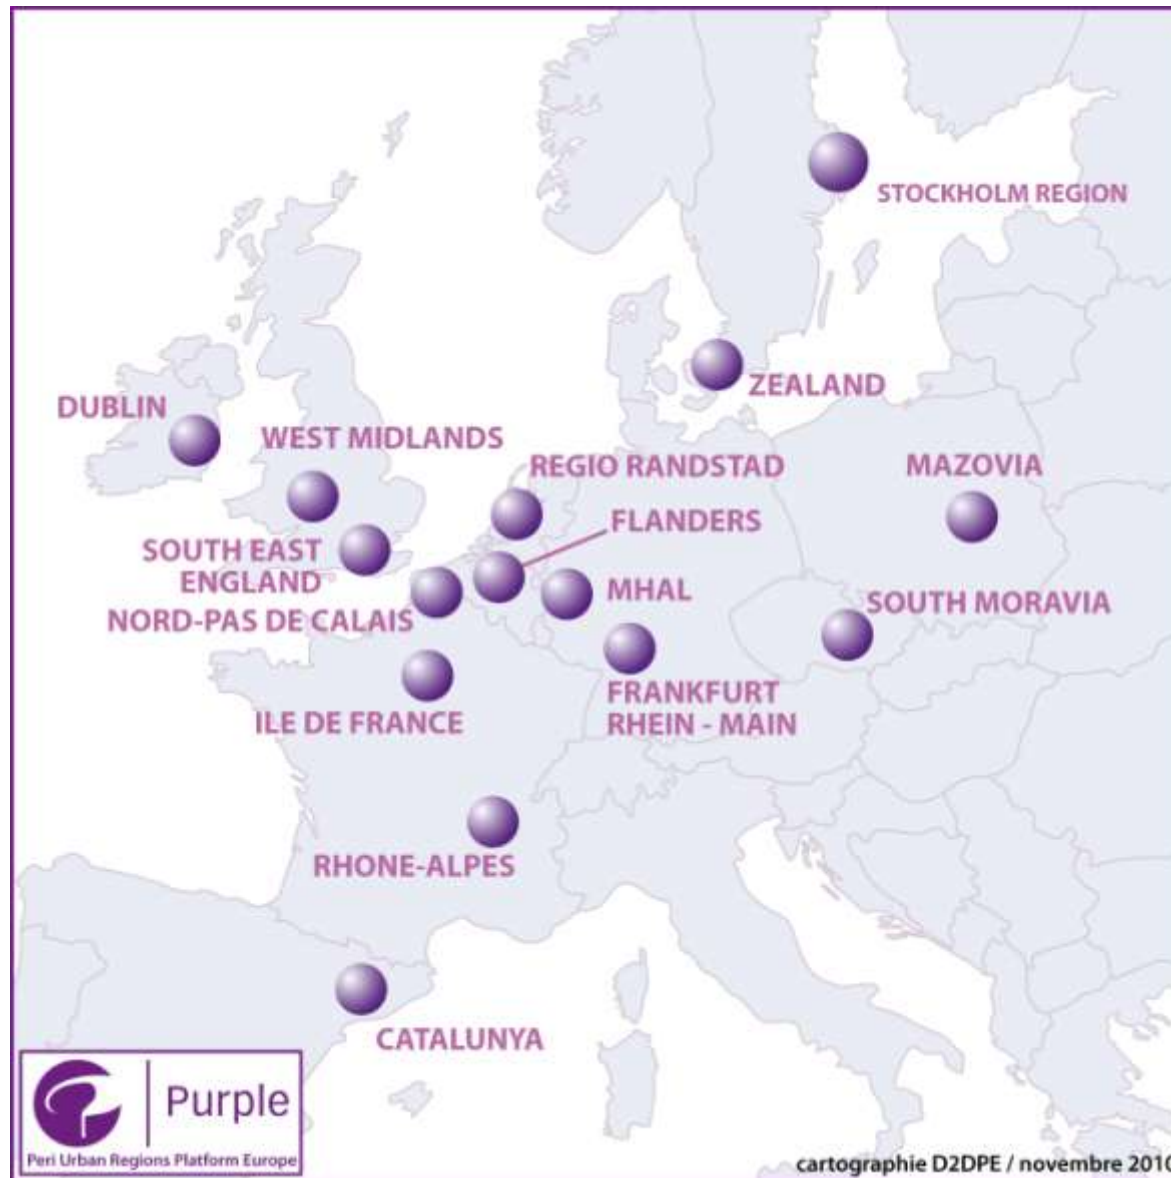 STOCKHOLM REGION
ZEALAND
DUBLIN
WEST MIDLANDS
REGIO RANDSTAD
MAZOVIA
FLANDERS
SOUTH EAST
ENGLAND
MHAL
SOUTH MORAVIA
NORD-PAS DE CALAIS
FRANKFURT
RHEIN - MAIN
ILE DE FRANCE
RHONE-ALPES
CATALUNYA
Purple
Peri Urban Regions Platform Europe
cartographie D2DPE / novembre 2010